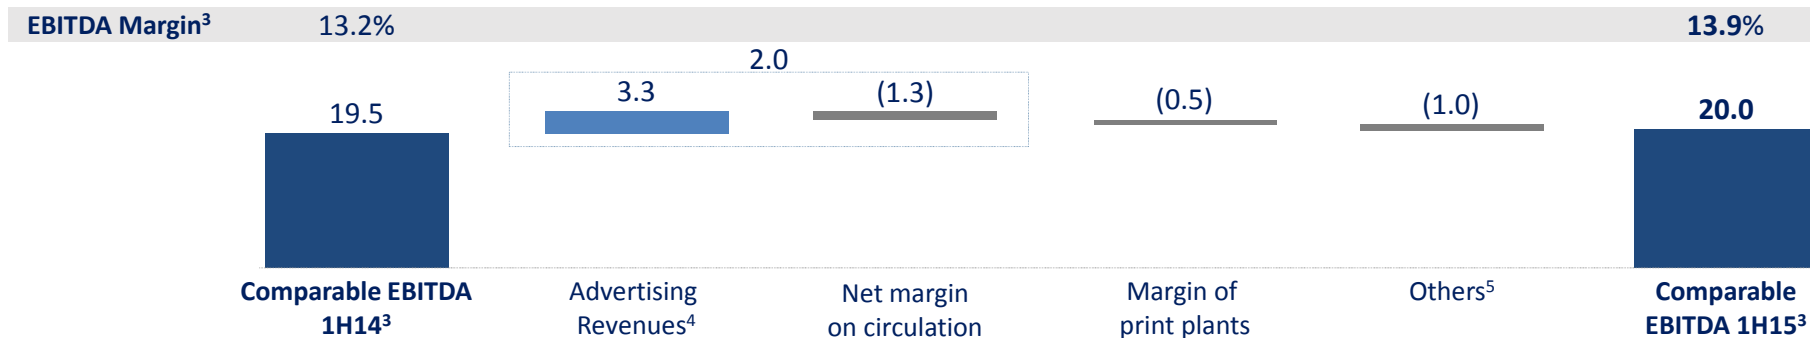 EBITDA Margin³ 13.2% 13.9%
2.0
19.5 3.3 (1.3) (0.5) (1.0) 20.0
Comparable EBITDA
1H14³
Advertising
Revenues⁴
Net margin
on circulation
Margin of
print plants
Others⁵
Comparable
EBITDA 1H15³